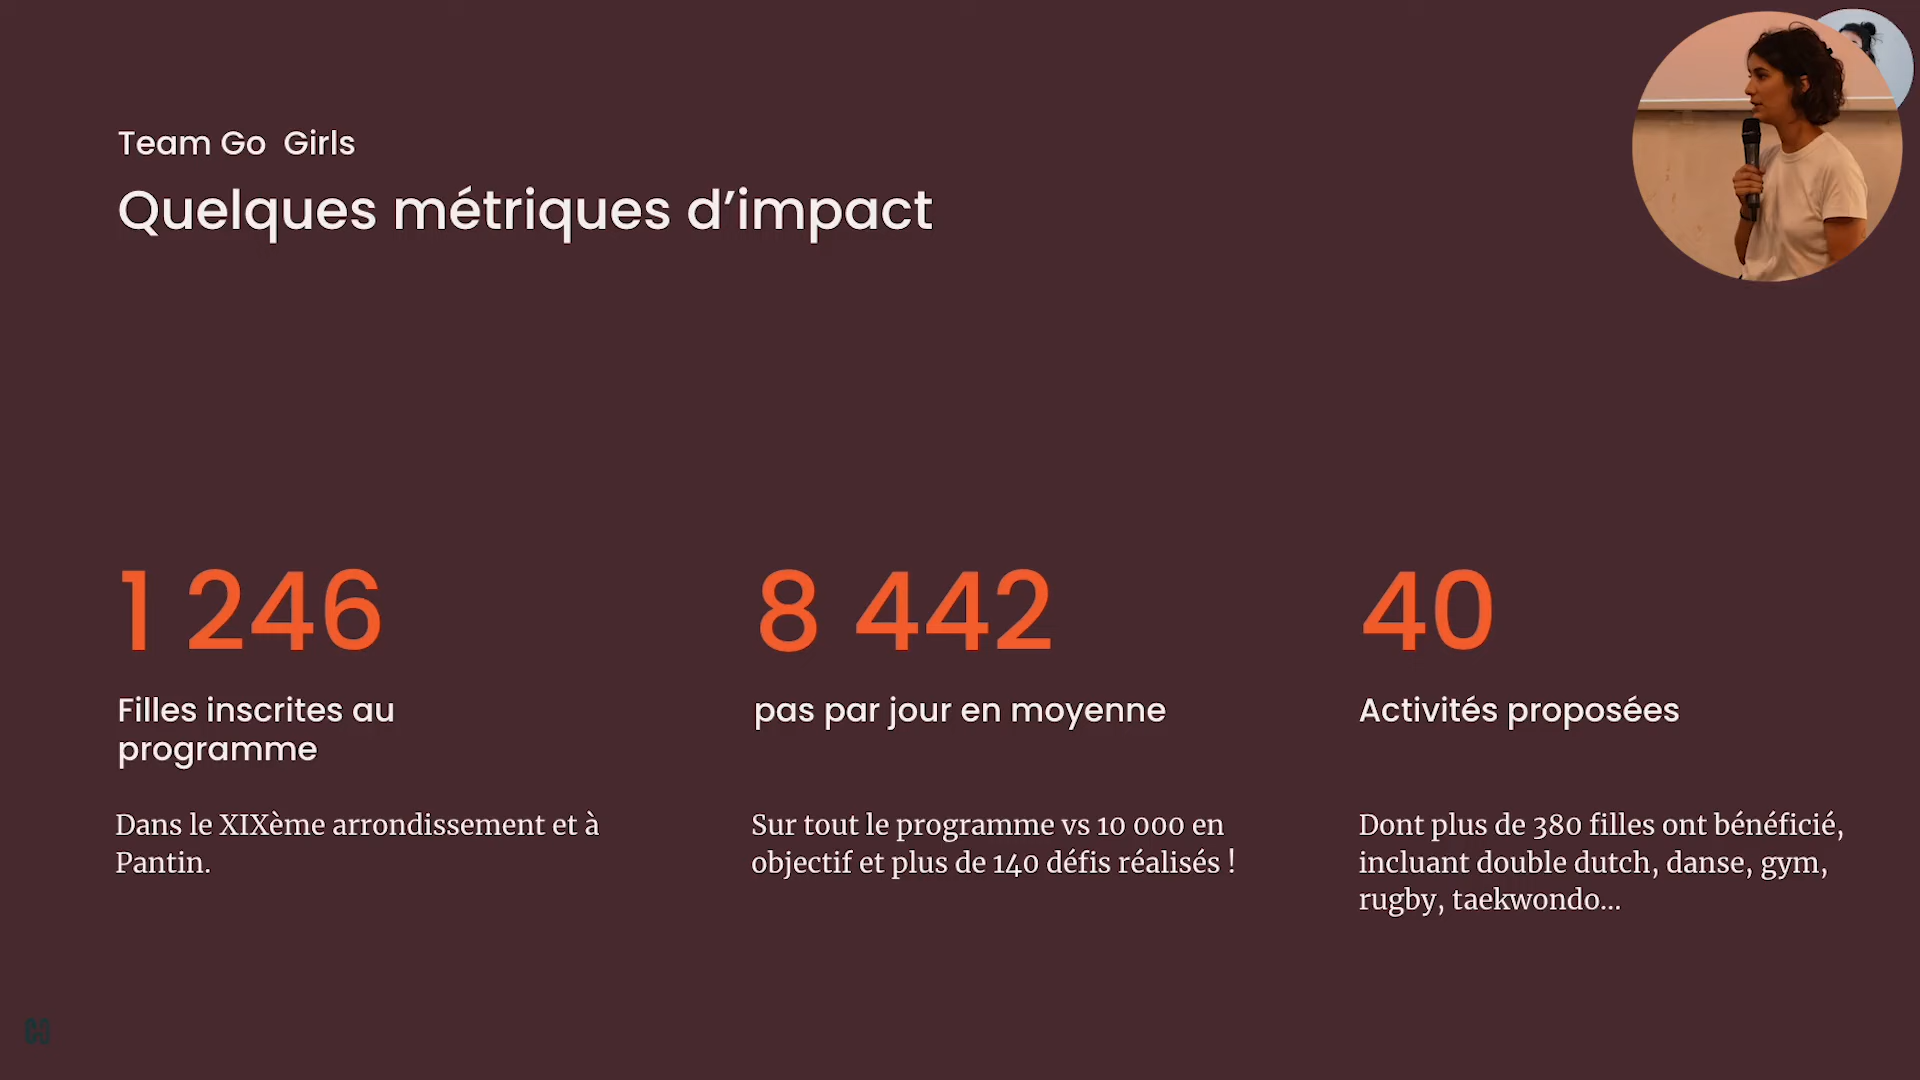 Team Go  Girls
Quelques métriques d’impact
1 246
Filles inscrites au
programme
Dans le XIXème arrondissement et à
Pantin.
8 442
pas par jour en moyenne
Sur tout le programme vs 10 000 en
objectif et plus de 140 défis réalisés !
40
Activités proposées
Dont plus de 380 filles ont bénéficié,
incluant double dutch, danse, gym,
rugby, taekwondo...